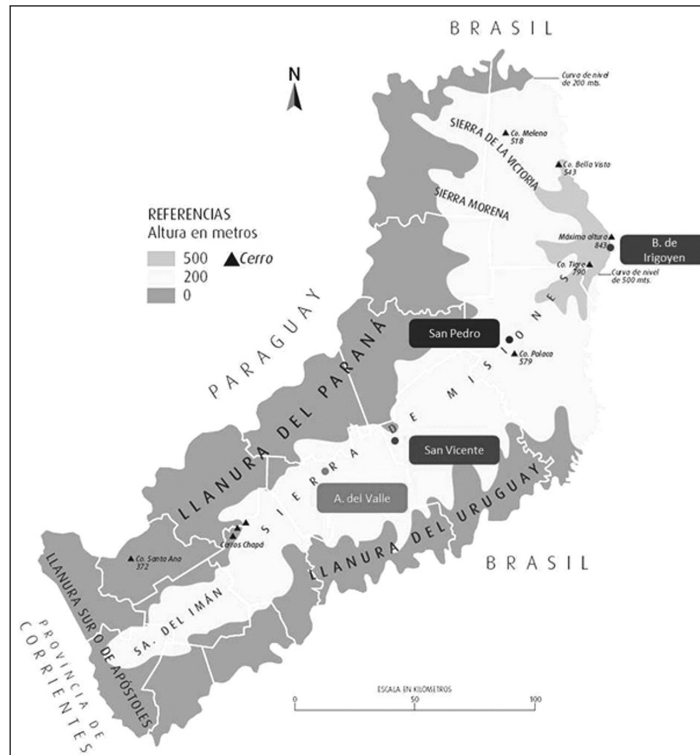 BRASIL
N
Curva de nivel
de 200 mts.
Co. Melena
518
SIERRA DE LA VICTORIA
Co. Bella Vista
543
SIERRA MORENA
REFERENCIAS
Altura en metros
500
Cerro
200
0
Máxima altura
843
B. de
Irigoyen
Co. Tigre
790
Curva de nivel
de 500 mts.
PARAGUAY
San Pedro
Co. Polaca
579
LLANURA DEL PARANÁ
SIERRA DE MISIONES
San Vicente
A. del Valle
LLANURA DEL URUGUAY
Cerros Chapá
BRASIL
Co. Santa Ana
372
LLANURA SUR O DE APÓSTOLES
SA. DEL IMÁN
PROVINCIA DE
CORRIENTES
ESCALA EN KILÓMETROS
0 50 100